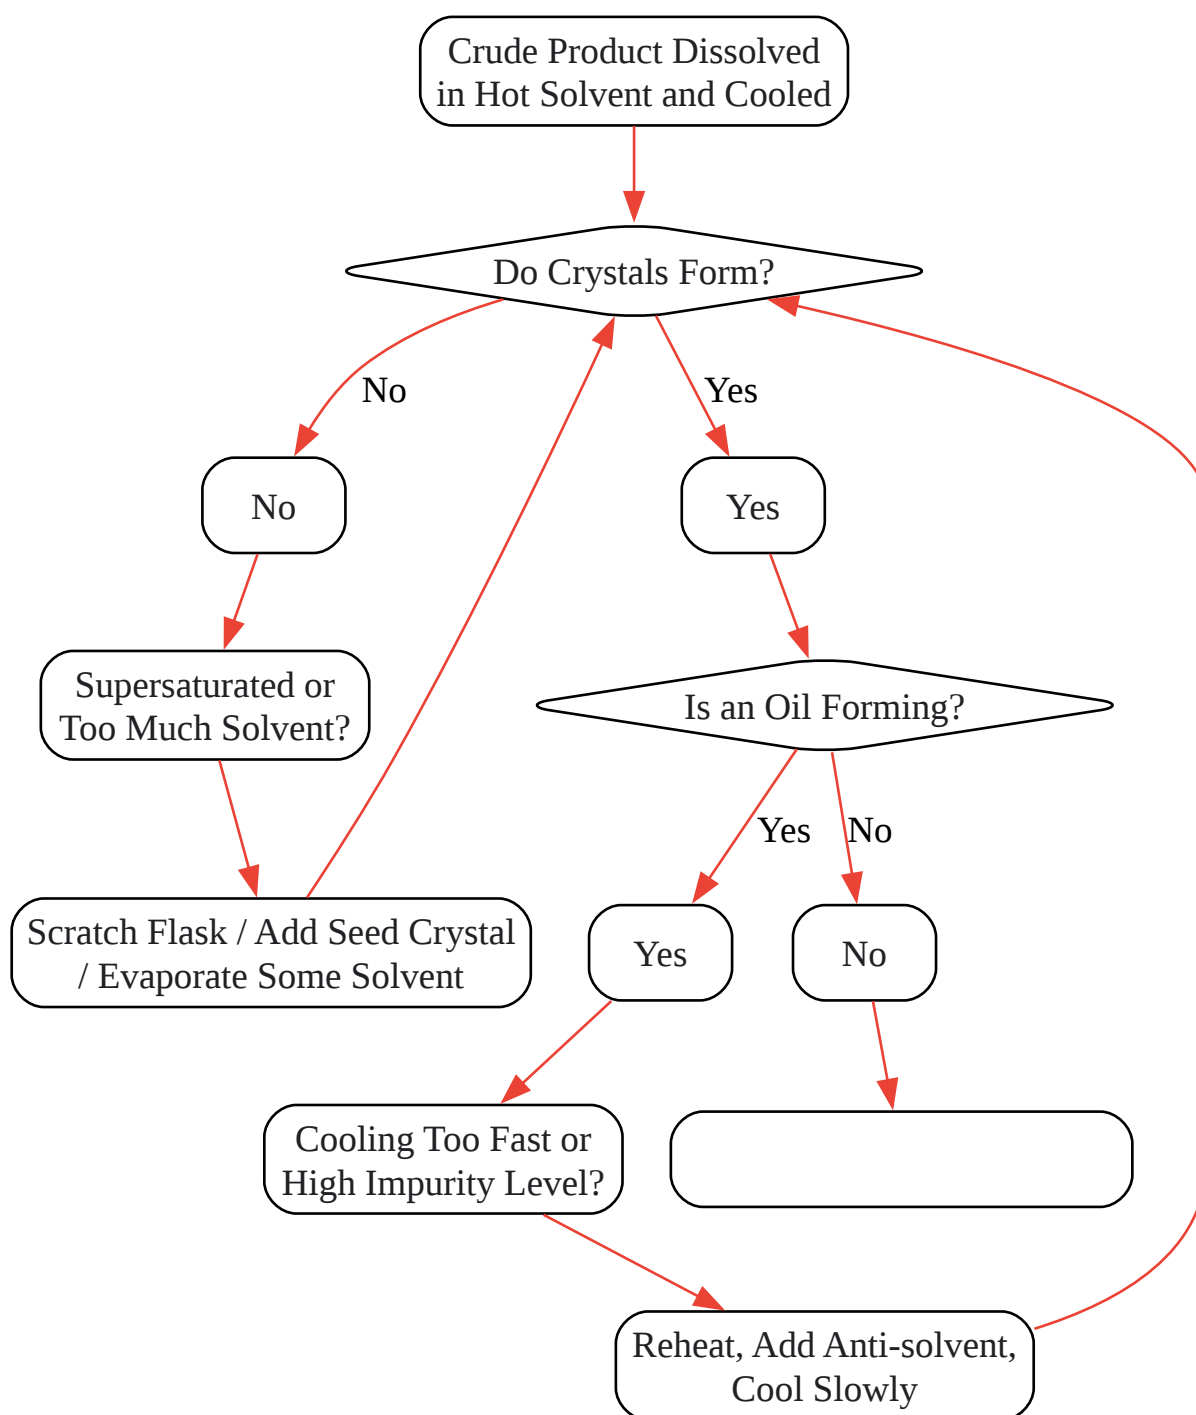 Crude Product Dissolved
in Hot Solvent and Cooled
Do Crystals Form?
No
Yes
No
Yes
Supersaturated or
Too Much Solvent?
Is an Oil Forming?
Yes
No
Scratch Flask / Add Seed Crystal
/ Evaporate Some Solvent
Yes
No
Cooling Too Fast or
High Impurity Level?
Reheat, Add Anti-solvent,
Cool Slowly